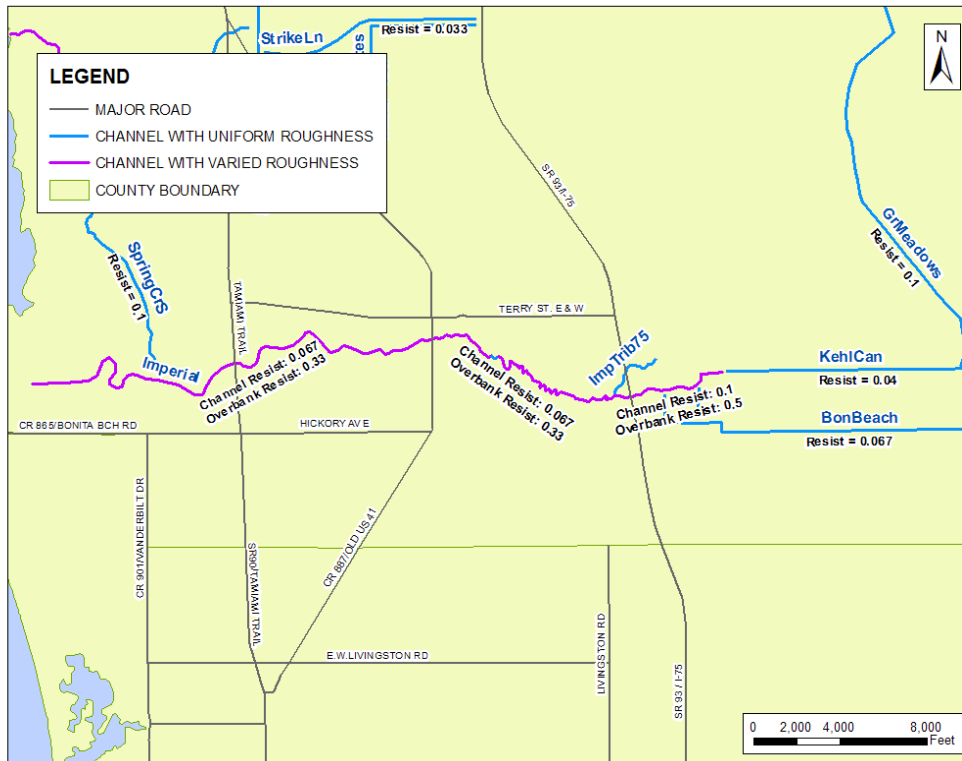 StrikeLn
Resist = 0.033
N
LEGEND
MAJOR ROAD
CHANNEL WITH UNIFORM ROUGHNESS
CHANNEL WITH VARIED ROUGHNESS
COUNTY BOUNDARY
SR 93/I-75
GrMeadows
Resist = 0.1
SpringCrS
Resist = 0.1
TAMIAMI TRAIL
TERRY ST. E & W
Imperial
Channel Resist: 0.067
Overbank Resist: 0.33
Channel Resist: 0.067
Overbank Resist: 0.33
ImpTrib75
KehlCan
Resist = 0.04
Channel Resist: 0.1
Overbank Resist: 0.5
BonBeach
Resist = 0.067
CR 865/BONITA BCH RD
HICKORY AVE
CR 901/VANDERBILT DR
SR90/TAMIAMI TRAIL
CR 887/OLD US 41
E.W.LIVINGSTON RD
LIVINGSTON RD
SR 93 / I-75
0 2,000 4,000 8,000
Feet